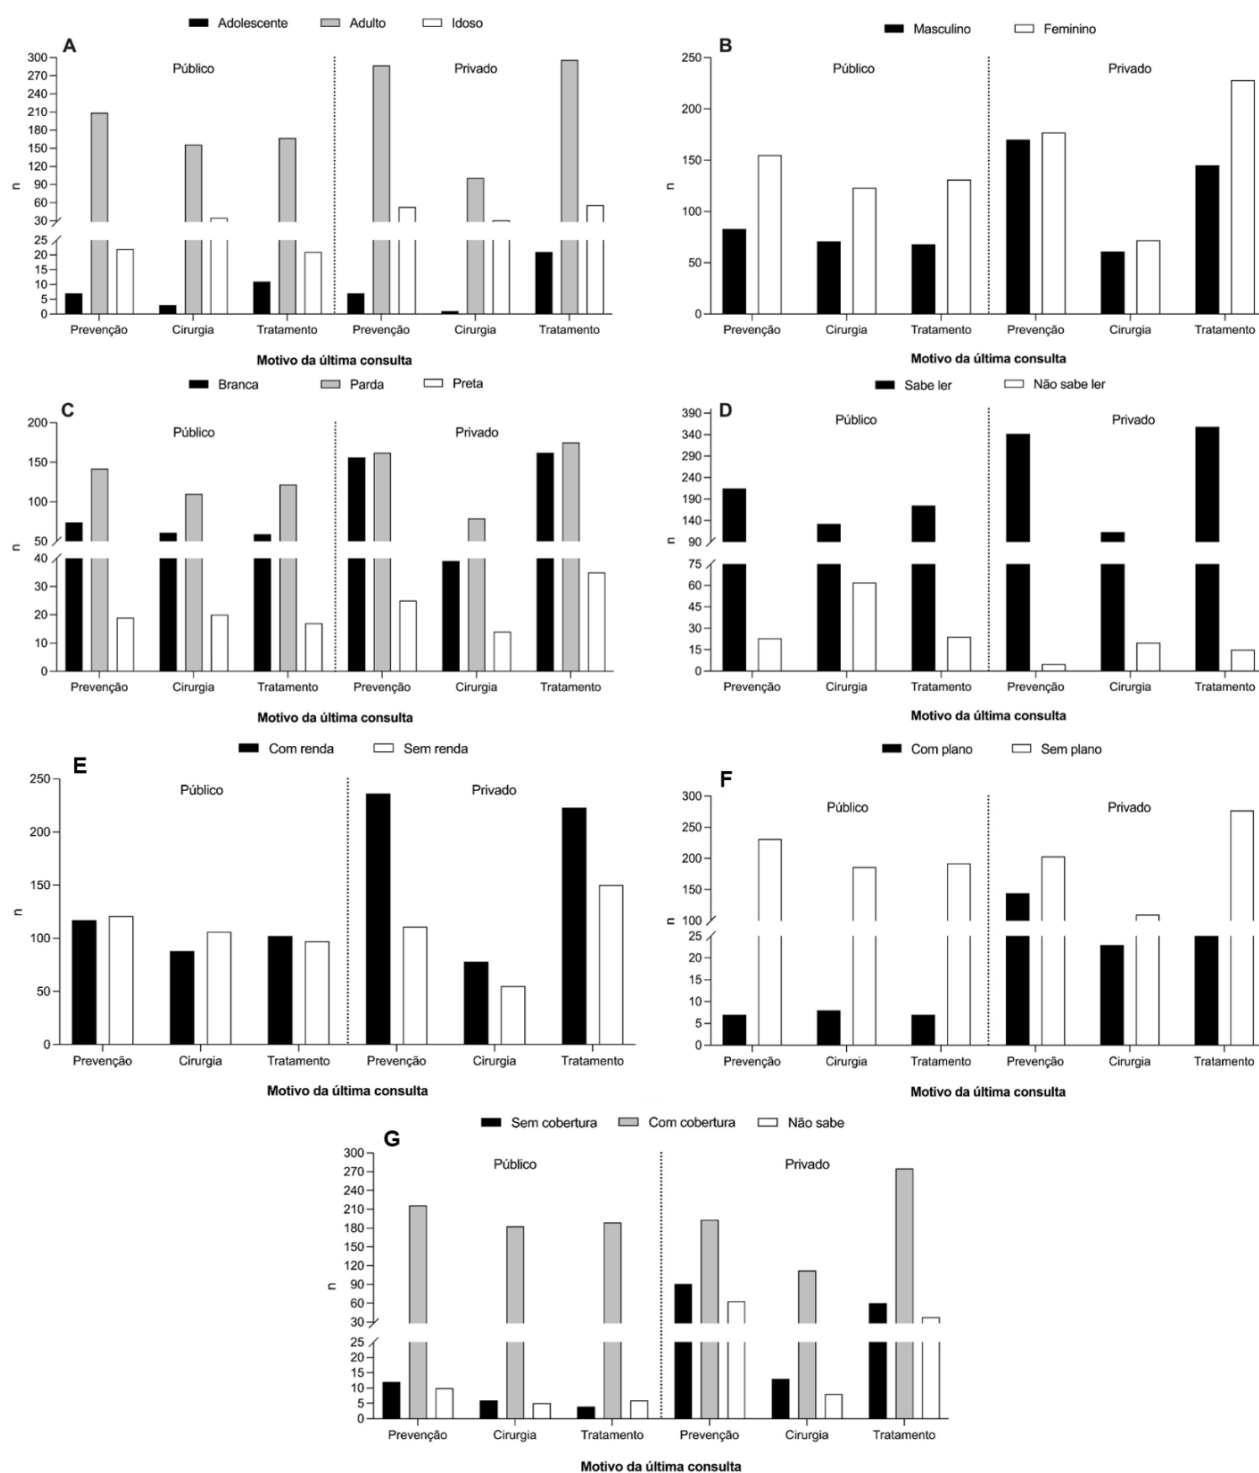 Adolescente Adulto Idoso
A
Público Privado
300
270
240
210
180
150
120
90
60
30
25
20
15
10
5
0
n
Prevenção Cirurgia Tratamento Prevenção Cirurgia Tratamento
Motivo da última consulta
Masculino Feminino
B
Público Privado
250
200
150
100
50
0
n
Prevenção Cirurgia Tratamento Prevenção Cirurgia Tratamento
Motivo da última consulta
Branca Parda Preta
C
Público Privado
200
150
100
50
40
30
20
10
0
n
Prevenção Cirurgia Tratamento Prevenção Cirurgia Tratamento
Motivo da última consulta
Sabe ler Não sabe ler
D
Público Privado
390
340
290
240
190
140
90
75
60
45
30
15
0
n
Prevenção Cirurgia Tratamento Prevenção Cirurgia Tratamento
Motivo da última consulta
Com renda Sem renda
E
Público Privado
250
200
150
100
50
0
n
Prevenção Cirurgia Tratamento Prevenção Cirurgia Tratamento
Motivo da última consulta
Com plano Sem plano
F
Público Privado
300
250
200
150
100
25
20
15
10
5
0
n
Prevenção Cirurgia Tratamento Prevenção Cirurgia Tratamento
Motivo da última consulta
Sem cobertura Com cobertura Não sabe
G
Público Privado
300
270
240
210
180
150
120
90
60
30
25
20
15
10
5
0
n
Prevenção Cirurgia Tratamento Prevenção Cirurgia Tratamento
Motivo da última consulta